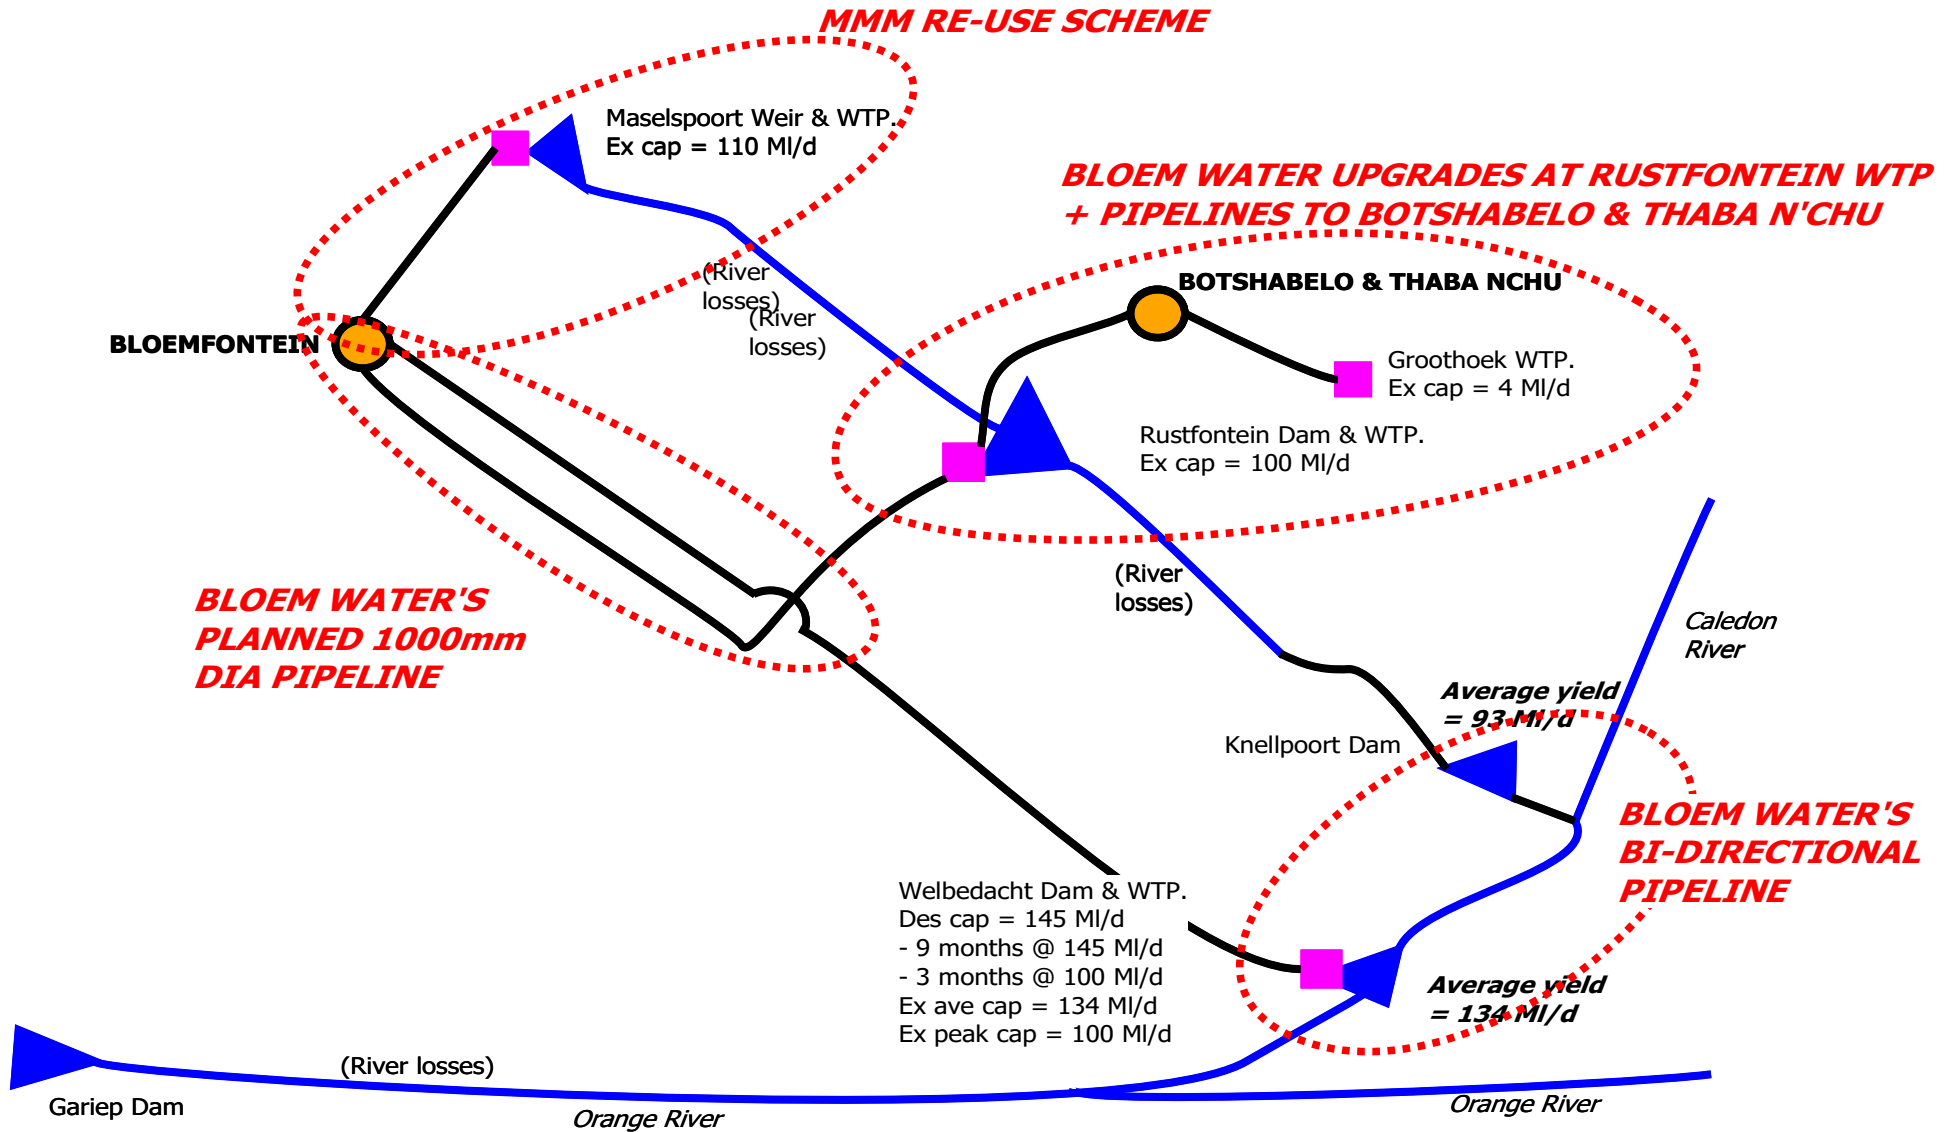 MMM RE-USE SCHEME
Maselspoort Weir & WTP.
Ex cap = 110 Ml/d
BLOEM WATER UPGRADES AT RUSTFONTEIN WTP
+ PIPELINES TO BOTSHABELO & THABA N'CHU
(River
losses)
(River
losses)
BOTSHABELO & THABA NCHU
BLOEMFONTEIN
Groothoek WTP.
Ex cap = 4 Ml/d
Rustfontein Dam & WTP.
Ex cap = 100 Ml/d
(River
losses)
BLOEM WATER'S
PLANNED 1000mm
DIA PIPELINE
Caledon
River
Average yield
= 93 Ml/d
Knellpoort Dam
BLOEM WATER'S
BI-DIRECTIONAL
PIPELINE
Welbedacht Dam & WTP.
Des cap = 145 Ml/d
- 9 months @ 145 Ml/d
- 3 months @ 100 Ml/d
Ex ave cap = 134 Ml/d
Ex peak cap = 100 Ml/d
Average yield
= 134 Ml/d
(River losses)
Gariep Dam
Orange River
Orange River